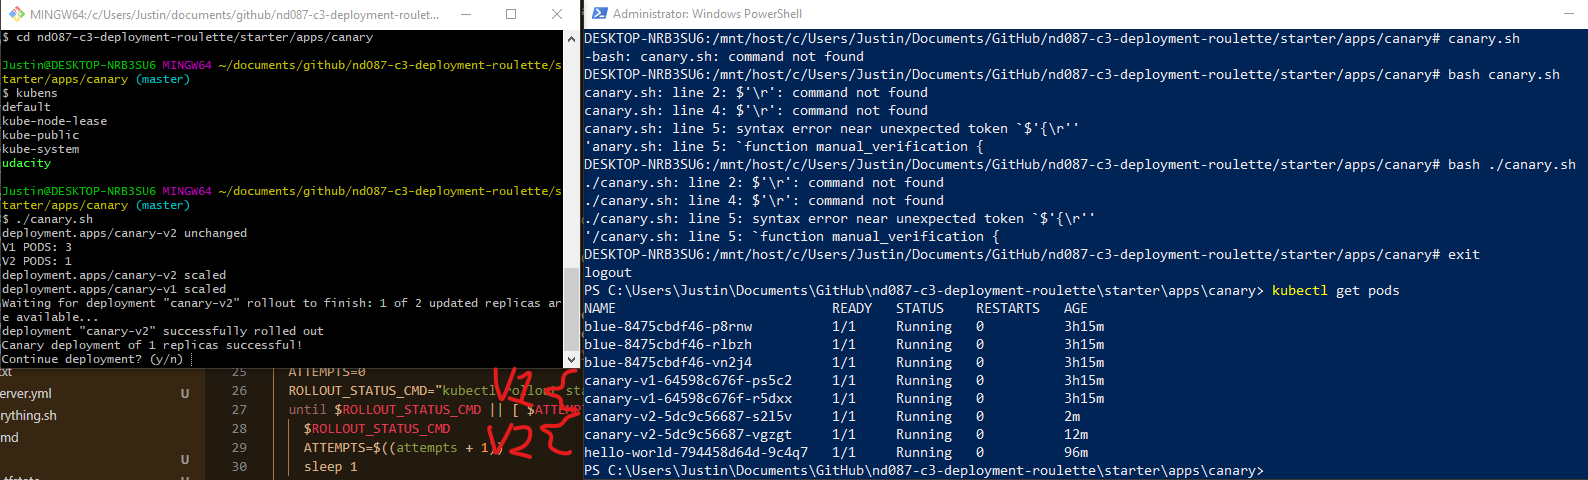 MINGW64:/c/Users/Justin/documents/github/nd087-c3-deployment-roulet...
$ cd nd087-c3-deployment-roulette/starter/apps/canary
Justin@DESKTOP-NRB3SU6 MINGW64 ~/documents/github/nd087-c3-deployment-roulette/s
tarter/apps/canary (master)
$ kubens
default
kube-node-lease
kube-public
kube-system
udacity
Justin@DESKTOP-NRB3SU6 MINGW64 ~/documents/github/nd087-c3-deployment-roulette/s
tarter/apps/canary (master)
$ ./canary.sh
deployment.apps/canary-v2 unchanged
V1 PODS: 3
V2 PODS: 1
deployment.apps/canary-v2 scaled
deployment.apps/canary-v1 scaled
Waiting for deployment "canary-v2" rollout to finish: 1 of 2 updated replicas ar
e available...
deployment "canary-v2" successfully rolled out
Canary deployment of 1 replicas successful!
Continue deployment? (y/n)
txt
erver.yml U
rything.sh
md
U
25 ATTEMPTS=0
26 ROLLOUT_STATUS_CMD="kubectl rollout sta
27 until $ROLLOUT_STATUS_CMD || [ $ATTEMPT
28 $ROLLOUT_STATUS_CMD
29 ATTEMPTS=$((attempts + 1))
30 sleep 1
V1 {
V2 {
Administrator: Windows PowerShell
DESKTOP-NRB3SU6:/mnt/host/c/Users/Justin/Documents/GitHub/nd087-c3-deployment-roulette/starter/apps/canary# canary.sh
-bash: canary.sh: command not found
DESKTOP-NRB3SU6:/mnt/host/c/Users/Justin/Documents/GitHub/nd087-c3-deployment-roulette/starter/apps/canary# bash canary.sh
canary.sh: line 2: $'\r': command not found
canary.sh: line 4: $'\r': command not found
canary.sh: line 5: syntax error near unexpected token `$'{\r''
'anary.sh: line 5: `function manual_verification {
DESKTOP-NRB3SU6:/mnt/host/c/Users/Justin/Documents/GitHub/nd087-c3-deployment-roulette/starter/apps/canary# bash ./canary.sh
./canary.sh: line 2: $'\r': command not found
./canary.sh: line 4: $'\r': command not found
./canary.sh: line 5: syntax error near unexpected token `$'{\r''
'/canary.sh: line 5: `function manual_verification {
DESKTOP-NRB3SU6:/mnt/host/c/Users/Justin/Documents/GitHub/nd087-c3-deployment-roulette/starter/apps/canary# exit
logout
PS C:\Users\Justin\Documents\GitHub\nd087-c3-deployment-roulette\starter\apps\canary> kubectl get pods
NAME READY STATUS RESTARTS AGE
blue-8475cbdf46-p8rnw 1/1 Running 0 3h15m
blue-8475cbdf46-rlbzh 1/1 Running 0 3h15m
blue-8475cbdf46-vn2j4 1/1 Running 0 3h15m
canary-v1-64598c676f-ps5c2 1/1 Running 0 3h15m
canary-v1-64598c676f-r5dxx 1/1 Running 0 3h15m
canary-v2-5dc9c56687-s2l5v 1/1 Running 0 2m
canary-v2-5dc9c56687-vgzgt 1/1 Running 0 12m
hello-world-794458d64d-9c4q7 1/1 Running 0 96m
PS C:\Users\Justin\Documents\GitHub\nd087-c3-deployment-roulette\starter\apps\canary>